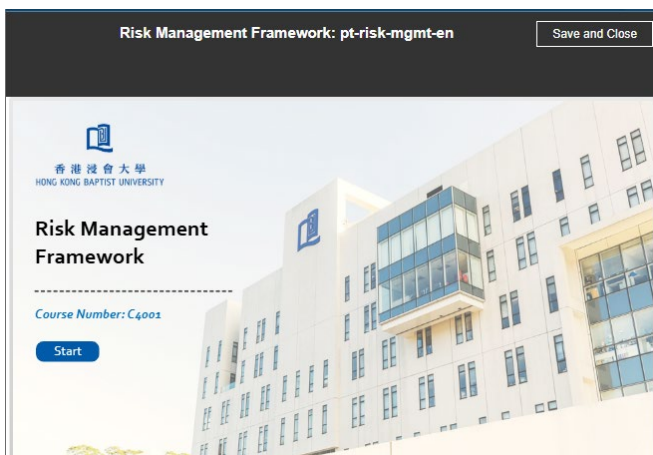 Risk Management Framework: pt-risk-mgmt-en
Save and Close
香港浸會大學
HONG KONG BAPTIST UNIVERSITY
Risk Management
Framework
Course Number: C4001
Start